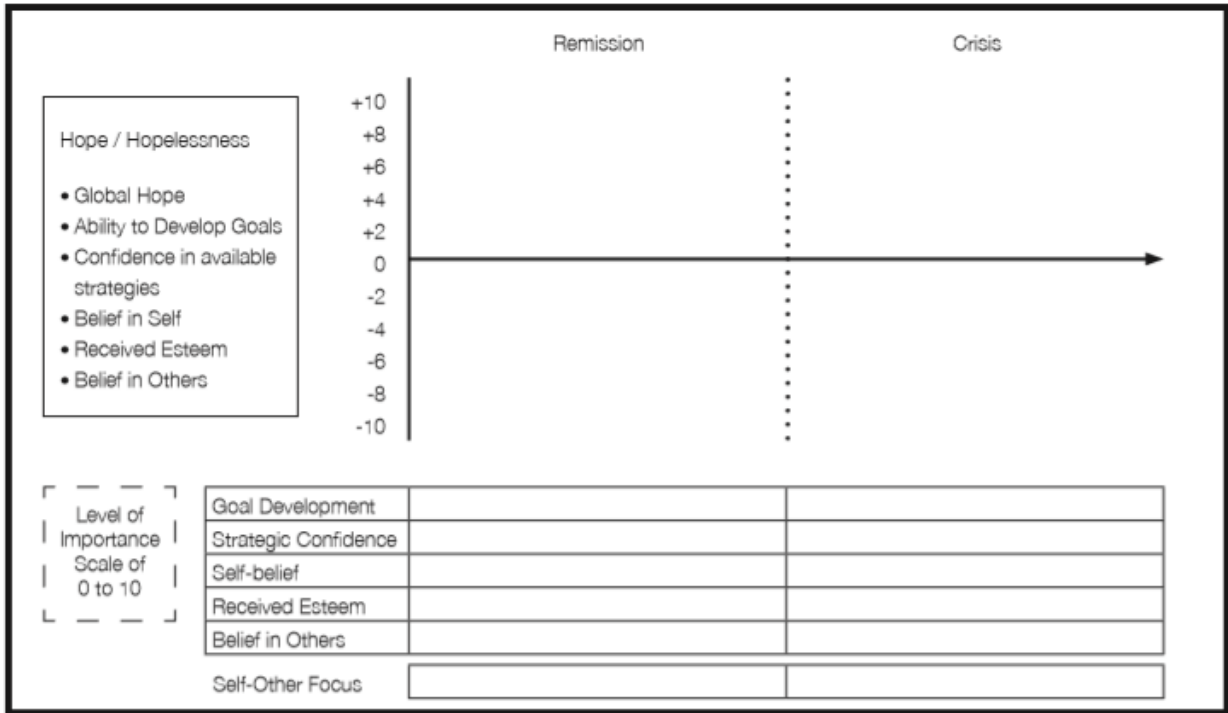 Remission
Crisis
Hope / Hopelessness
• Global Hope
• Ability to Develop Goals
• Confidence in available
strategies
• Belief in Self
• Received Esteem
• Belief in Others
+10
+8
+6
+4
+2
0
-2
-4
-6
-8
-10
Level of
Importance
Scale of
0 to 10
Goal Development
Strategic Confidence
Self-belief
Received Esteem
Belief in Others
Self-Other Focus